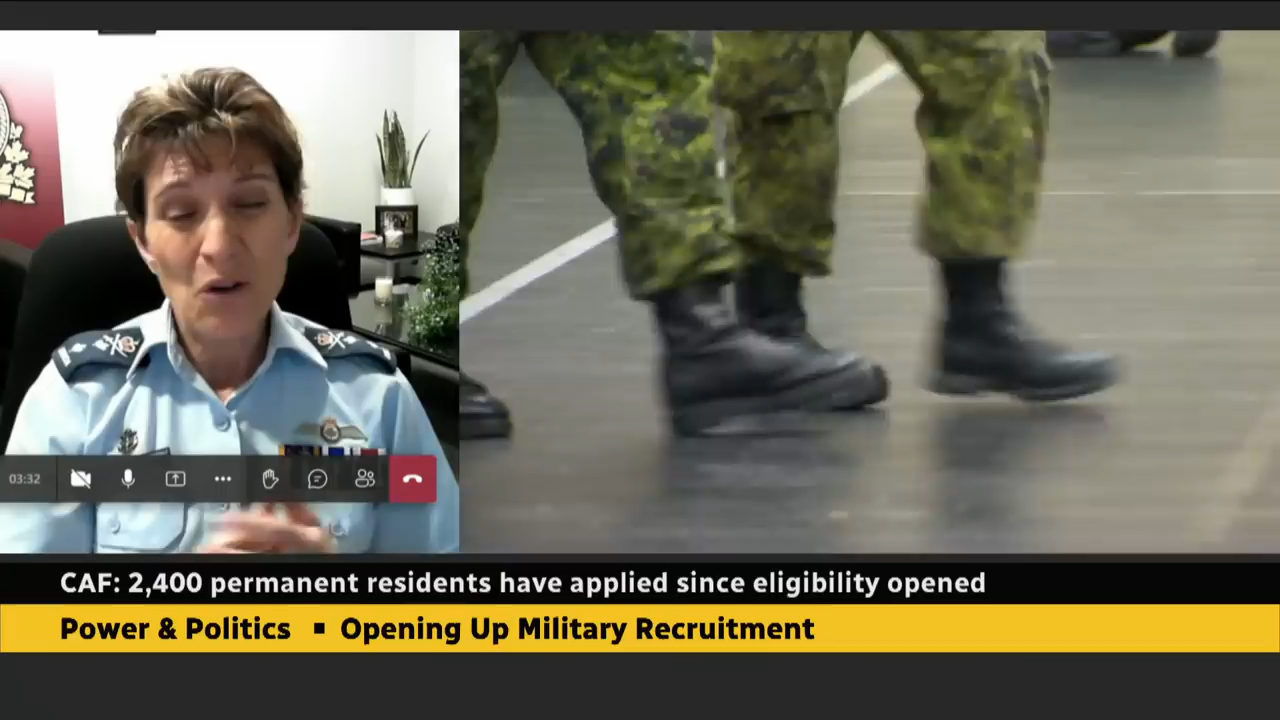 03:32
CAF: 2,400 permanent residents have applied since eligibility opened
Power & Politics ▪ Opening Up Military Recruitment